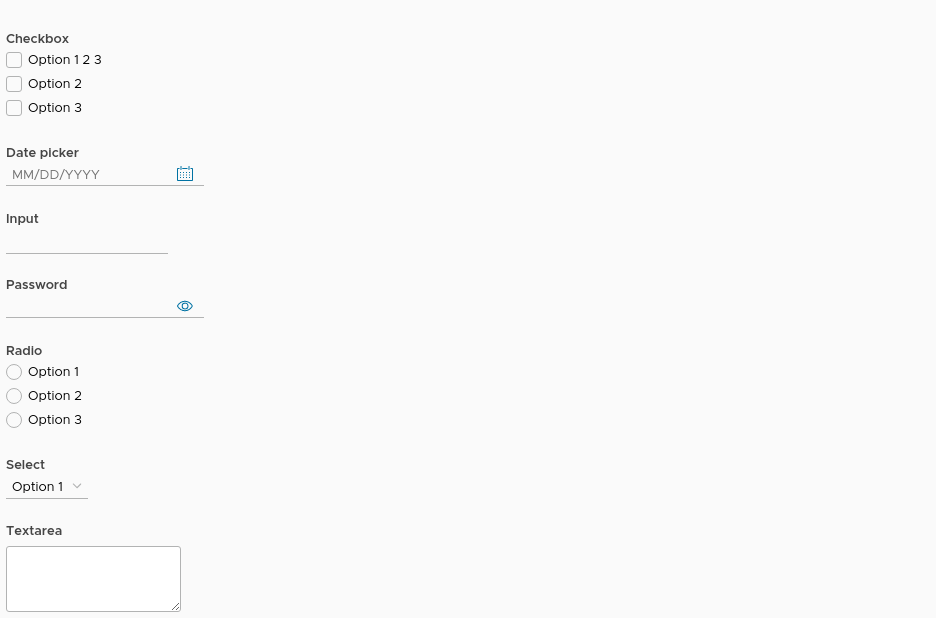 Checkbox
Option 1 2 3
Option 2
Option 3
Date picker
MM/DD/YYYY
Input
Password
Radio
Option 1
Option 2
Option 3
Select
Option 1
Textarea